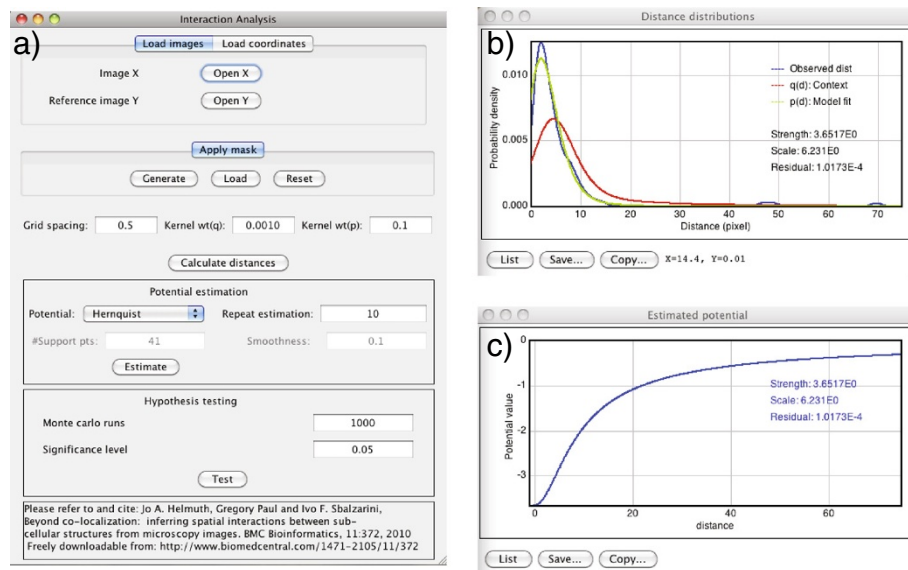 a)
Interaction Analysis
Load images Load coordinates
Image X Open X
Reference image Y Open Y
Apply mask
Generate Load Reset
Grid spacing: 0.5 Kernel wt(q): 0.0010 Kernel wt(p): 0.1
Calculate distances
Potential estimation
Potential: Hernquist Repeat estimation: 10
#Support pts: 41 Smoothness: 0.1
Estimate
Hypothesis testing
Monte carlo runs 1000
Significance level 0.05
Test
Please refer to and cite: Jo A. Helmuth, Gregory Paul and Ivo F. Sbalzarini,
Beyond co-localization: inferring spatial interactions between sub-
cellular structures from microscopy images. BMC Bioinformatics, 11:372, 2010
Freely downloadable from: http://www.biomedcentral.com/1471-2105/11/372
b)
Distance distributions
Probability density
0.010
0.005
0.000
Observed dist
q(d): Context
p(d): Model fit
Strength: 3.6517E0
Scale: 6.231E0
Residual: 1.0173E-4
0 10 20 30 40 50 60 70
Distance (pixel)
List Save... Copy... X=14.4, Y=0.01
c)
Estimated potential
Potential value
0
-1
-2
-3
Strength: 3.6517E0
Scale: 6.231E0
Residual: 1.0173E-4
0 20 40 60
distance
List Save... Copy...